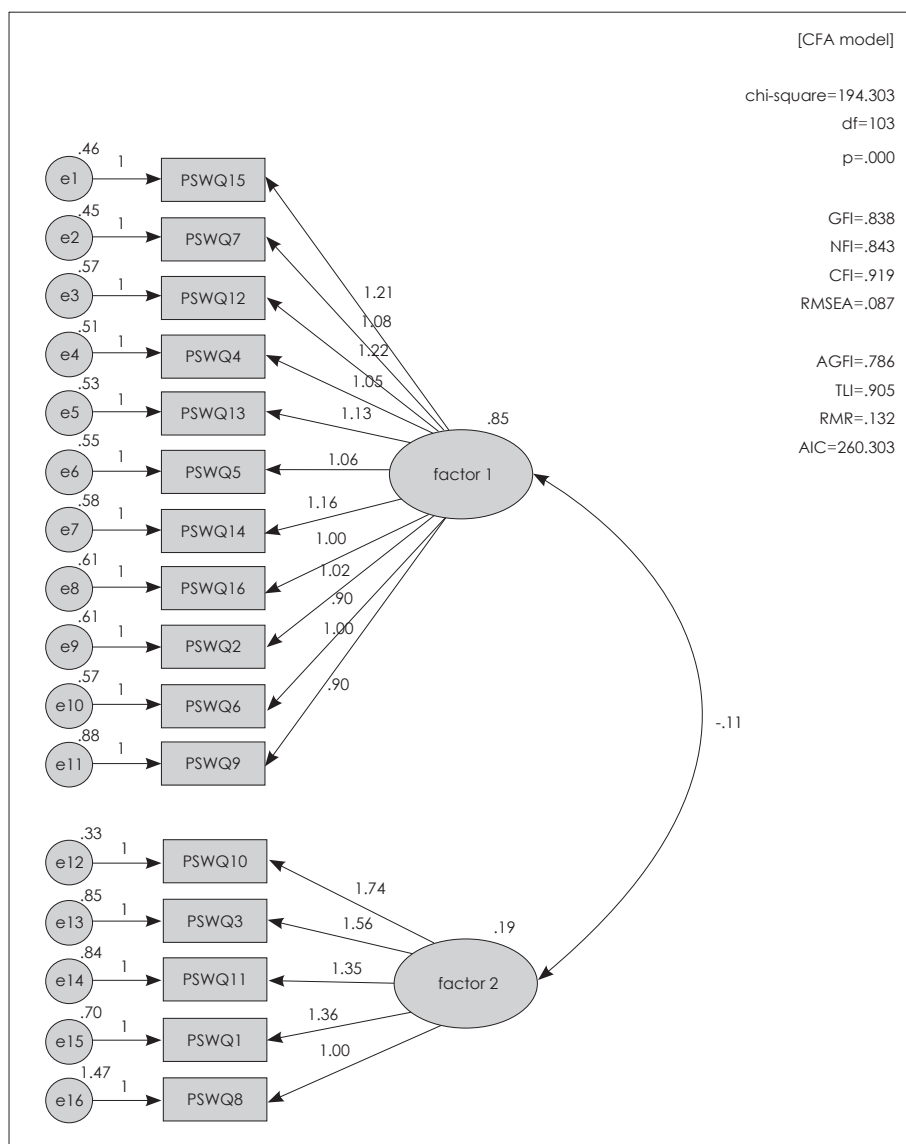 [CFA model]
chi-square=194.303
df=103
p=.000
GFI=.838
NFI=.843
CFI=.919
RMSEA=.087
AGFI=.786
TLI=.905
RMR=.132
AIC=260.303
.46
e1 1 PSWQ15
.45
e2 1 PSWQ7
.57
e3 1 PSWQ12
.51
e4 1 PSWQ4
.53
e5 1 PSWQ13
.55
e6 1 PSWQ5
.58
e7 1 PSWQ14
.61
e8 1 PSWQ16
.61
e9 1 PSWQ2
.57
e10 1 PSWQ6
.88
e11 1 PSWQ9
1.21
1.08
1.22
1.05
1.13
1.06
1.16
1.00
1.02
.90
1.00
.90
.85
factor 1
-.11
.33
e12 1 PSWQ10
.85
e13 1 PSWQ3
.84
e14 1 PSWQ11
.70
e15 1 PSWQ1
1.47
e16 1 PSWQ8
1.74
1.56
1.35
1.36
1.00
.19
factor 2